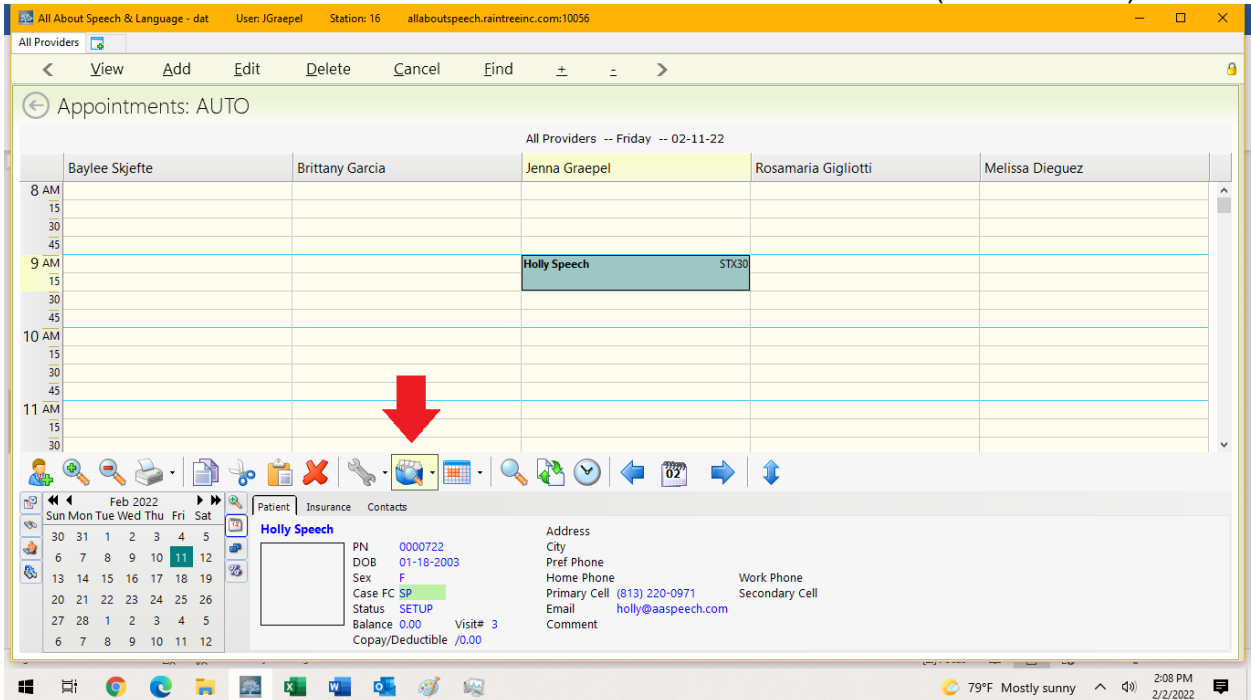 All About Speech & Language - dat User: JGraepel Station: 16 allaboutspeech.raintreeinc.com:10056
All Providers
View Add Edit Delete Cancel Find + -
Appointments: AUTO
All Providers -- Friday -- 02-11-22
Baylee Skjefte Brittany Garcia Jenna Graepel Rosamaria Gigliotti Melissa Dieguez
8 AM
15
30
45
9 AM Holly Speech STX30
15
30
45
10 AM
15
30
45
11 AM
15
30
02
Feb 2022
Sun Mon Tue Wed Thu Fri Sat
30 31 1 2 3 4 5
6 7 8 9 10 11 12
13 14 15 16 17 18 19
20 21 22 23 24 25 26
27 28 1 2 3 4 5
6 7 8 9 10 11 12
Patient Insurance Contacts
Holly Speech Address
PN 0000722 City
DOB 01-18-2003 Pref Phone
Sex F Home Phone Work Phone
Case FC SP Primary Cell (813) 220-0971 Secondary Cell
Status SETUP Email holly@aaspeech.com
Balance 0.00 Visit# 3 Comment
Copay/Deductible /0.00
79°F Mostly sunny 2:08 PM
2/2/2022